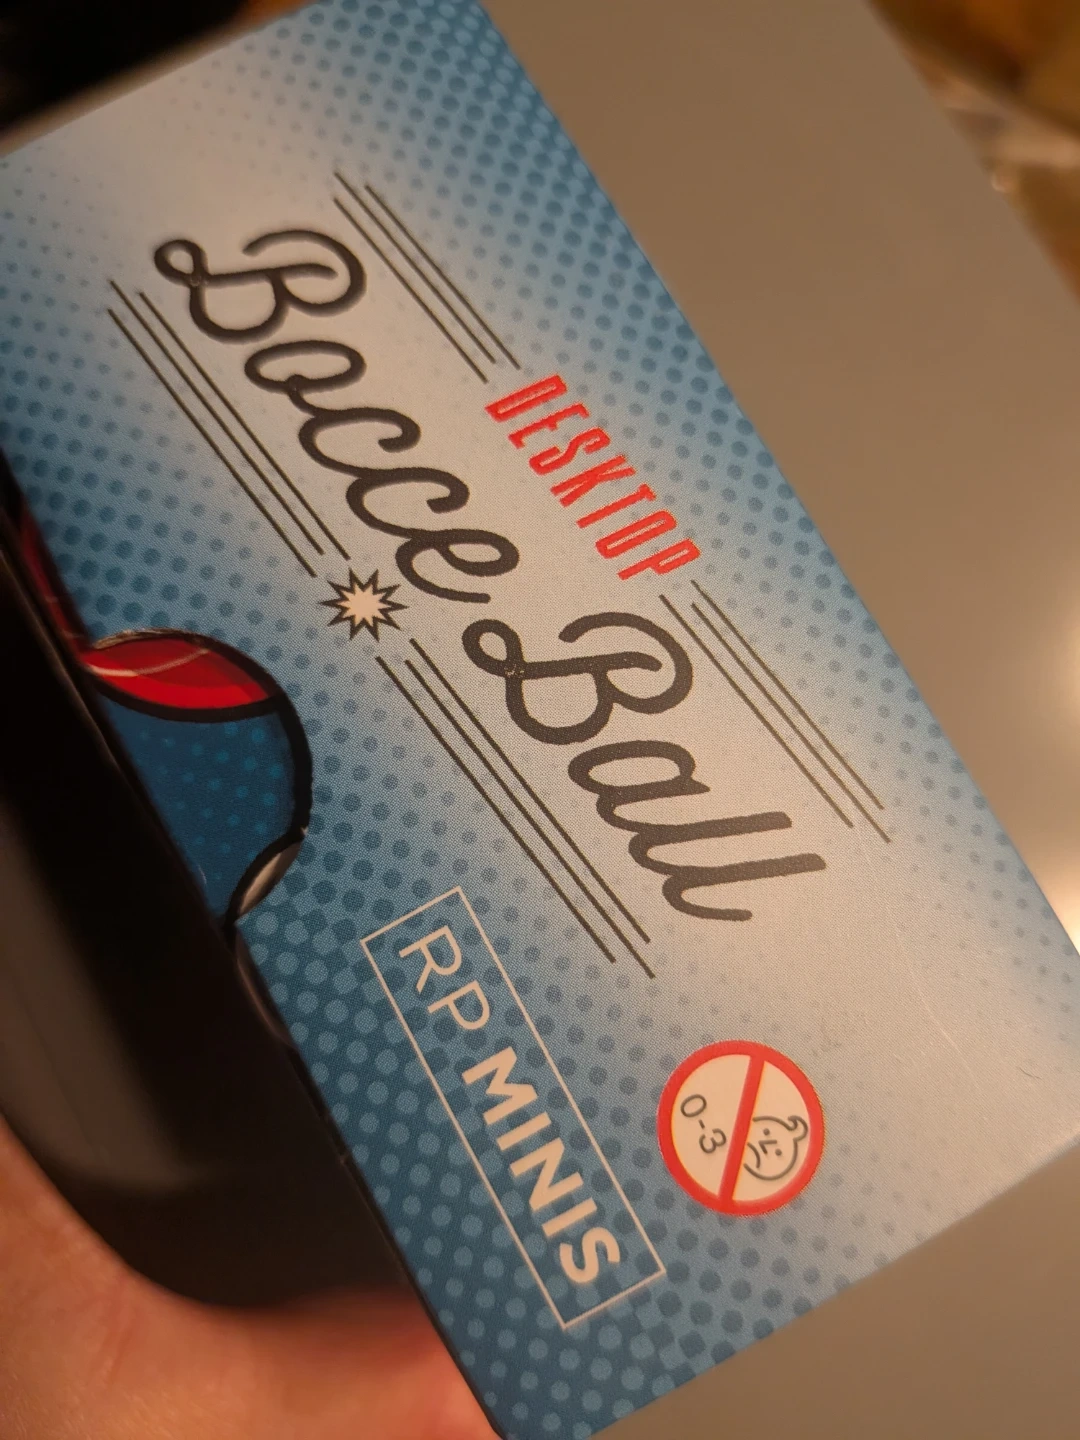 DESKTOP
Bocce Ball
RP MINIS
0-3